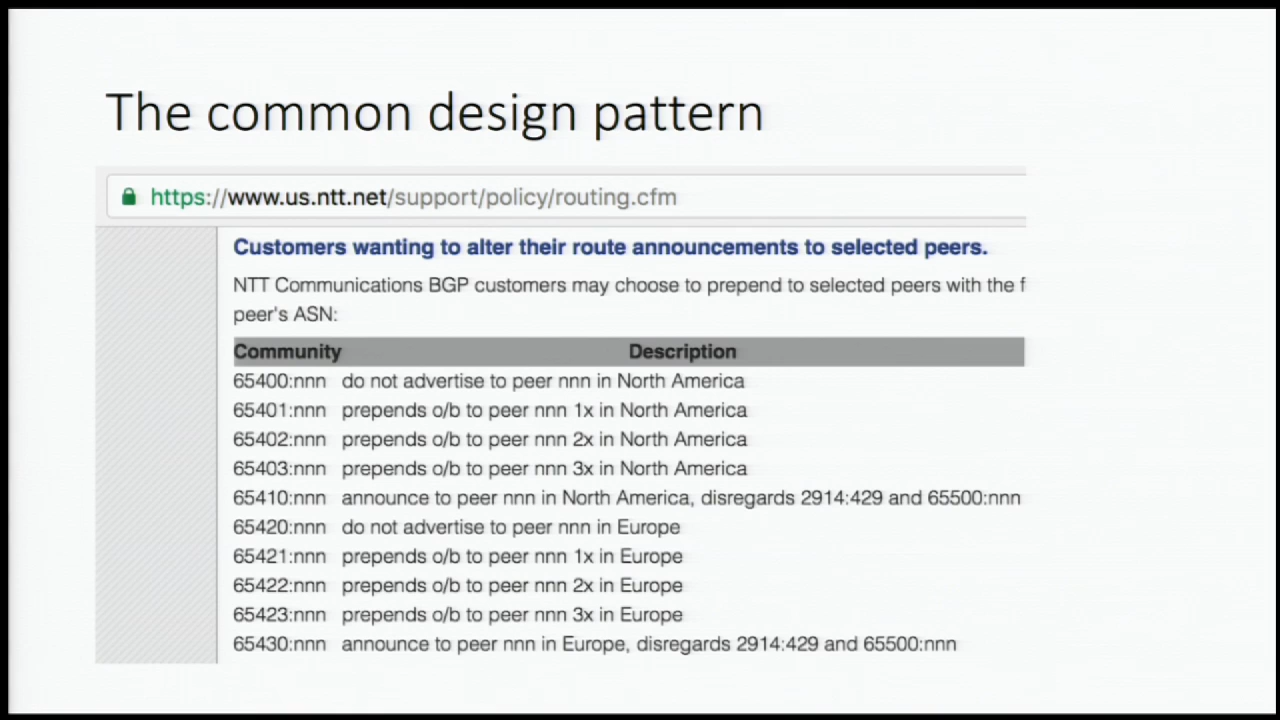 The common design pattern
https://www.us.ntt.net/support/policy/routing.cfm
Customers wanting to alter their route announcements to selected peers.
NTT Communications BGP customers may choose to prepend to selected peers with the f
peer's ASN:
Community Description
65400:nnn do not advertise to peer nnn in North America
65401:nnn prepends o/b to peer nnn 1x in North America
65402:nnn prepends o/b to peer nnn 2x in North America
65403:nnn prepends o/b to peer nnn 3x in North America
65410:nnn announce to peer nnn in North America, disregards 2914:429 and 65500:nnn
65420:nnn do not advertise to peer nnn in Europe
65421:nnn prepends o/b to peer nnn 1x in Europe
65422:nnn prepends o/b to peer nnn 2x in Europe
65423:nnn prepends o/b to peer nnn 3x in Europe
65430:nnn announce to peer nnn in Europe, disregards 2914:429 and 65500:nnn